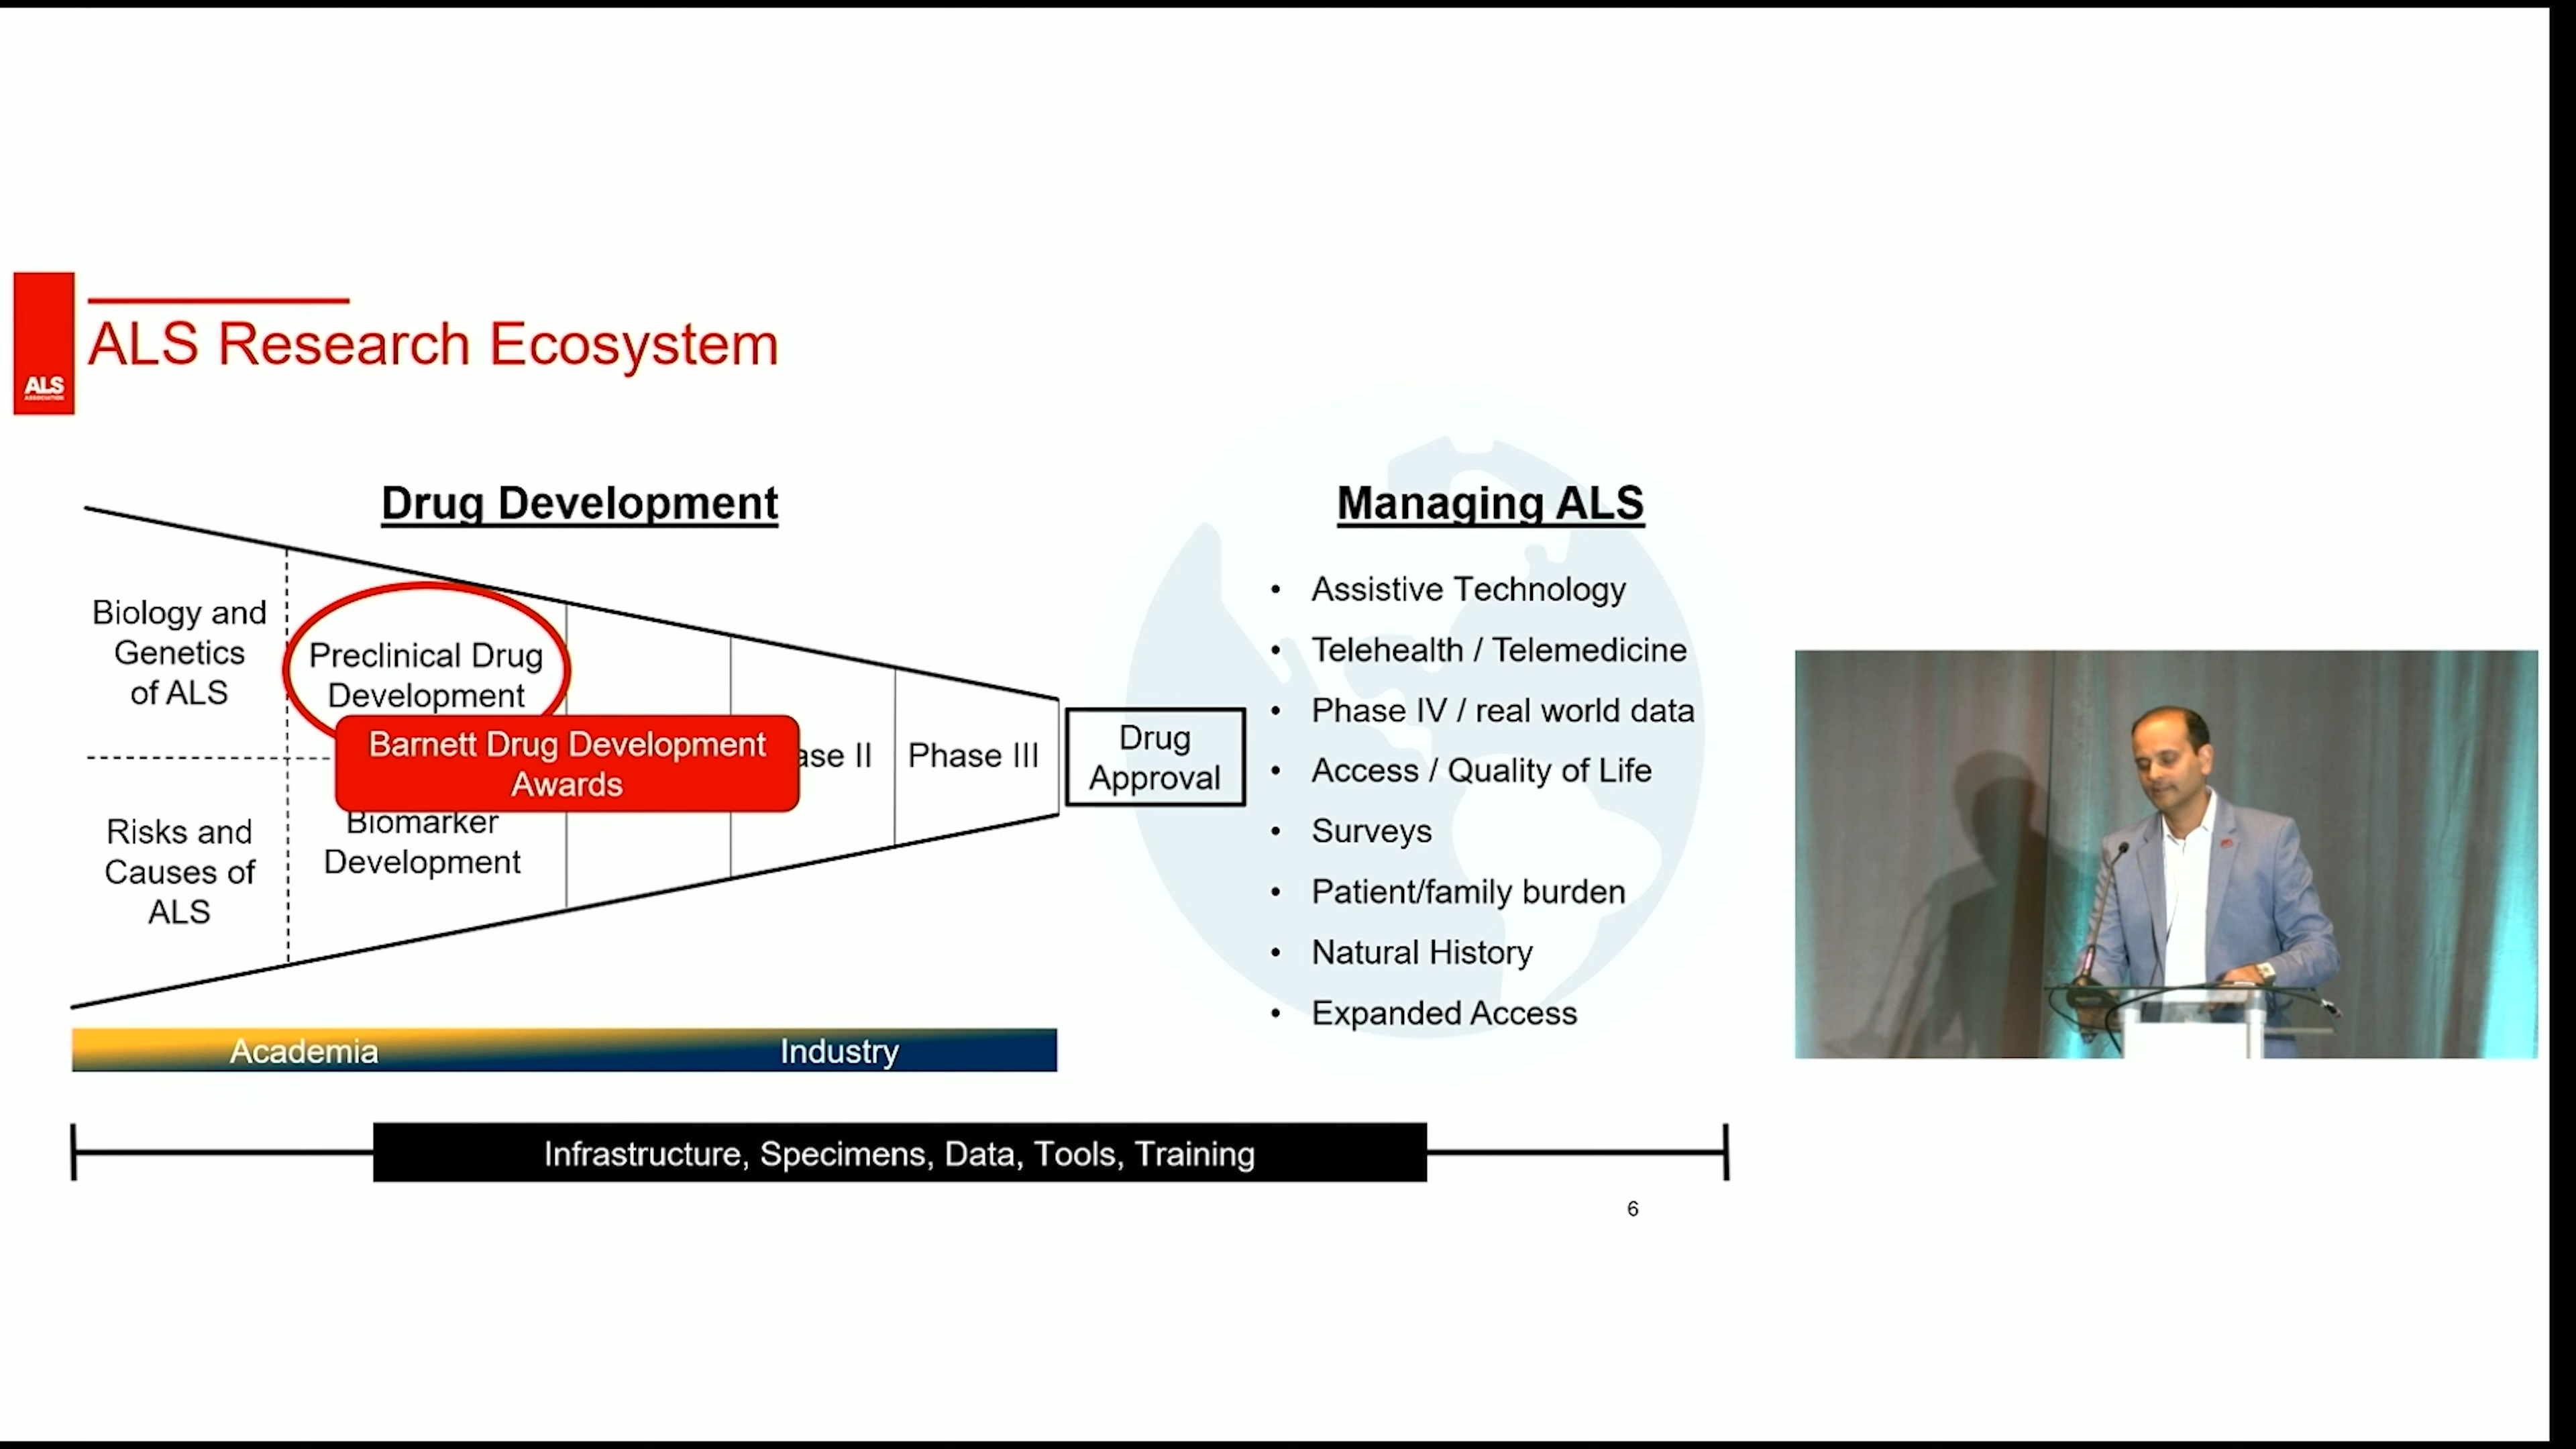 ALS Research Ecosystem
ALS
ASSOCIATION
Drug Development
Biology and
Genetics
of ALS
Preclinical Drug
Development
Barnett Drug Development
Awards
ase II
Phase III
Drug
Approval
Risks and
Causes of
ALS
Biomarker
Development
Academia
Industry
Managing ALS
• Assistive Technology
• Telehealth / Telemedicine
• Phase IV / real world data
• Access / Quality of Life
• Surveys
• Patient/family burden
• Natural History
• Expanded Access
Infrastructure, Specimens, Data, Tools, Training
6